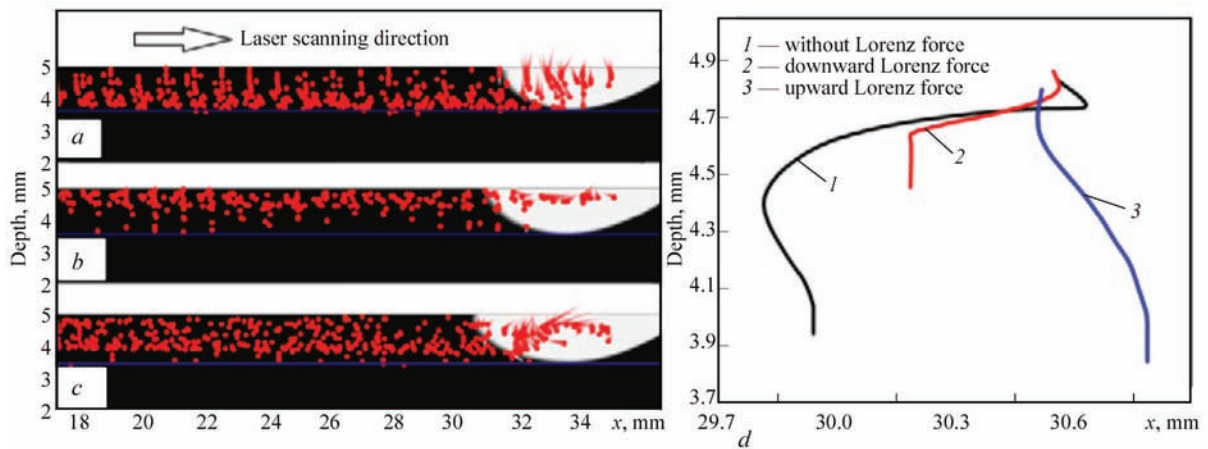 Laser scanning direction
5
4
3
a
2
5
4
3
b
2
5
4
3
c
2
Depth, mm
18 20 22 24 26 28 30 32 34 x, mm
4.9
4.7
4.5
4.3
4.1
3.9
3.7
Depth, mm
1 — without Lorenz force
2 — downward Lorenz force
3 — upward Lorenz force
1
2
3
29.7 30.0 30.3 30.6 x, mm
d